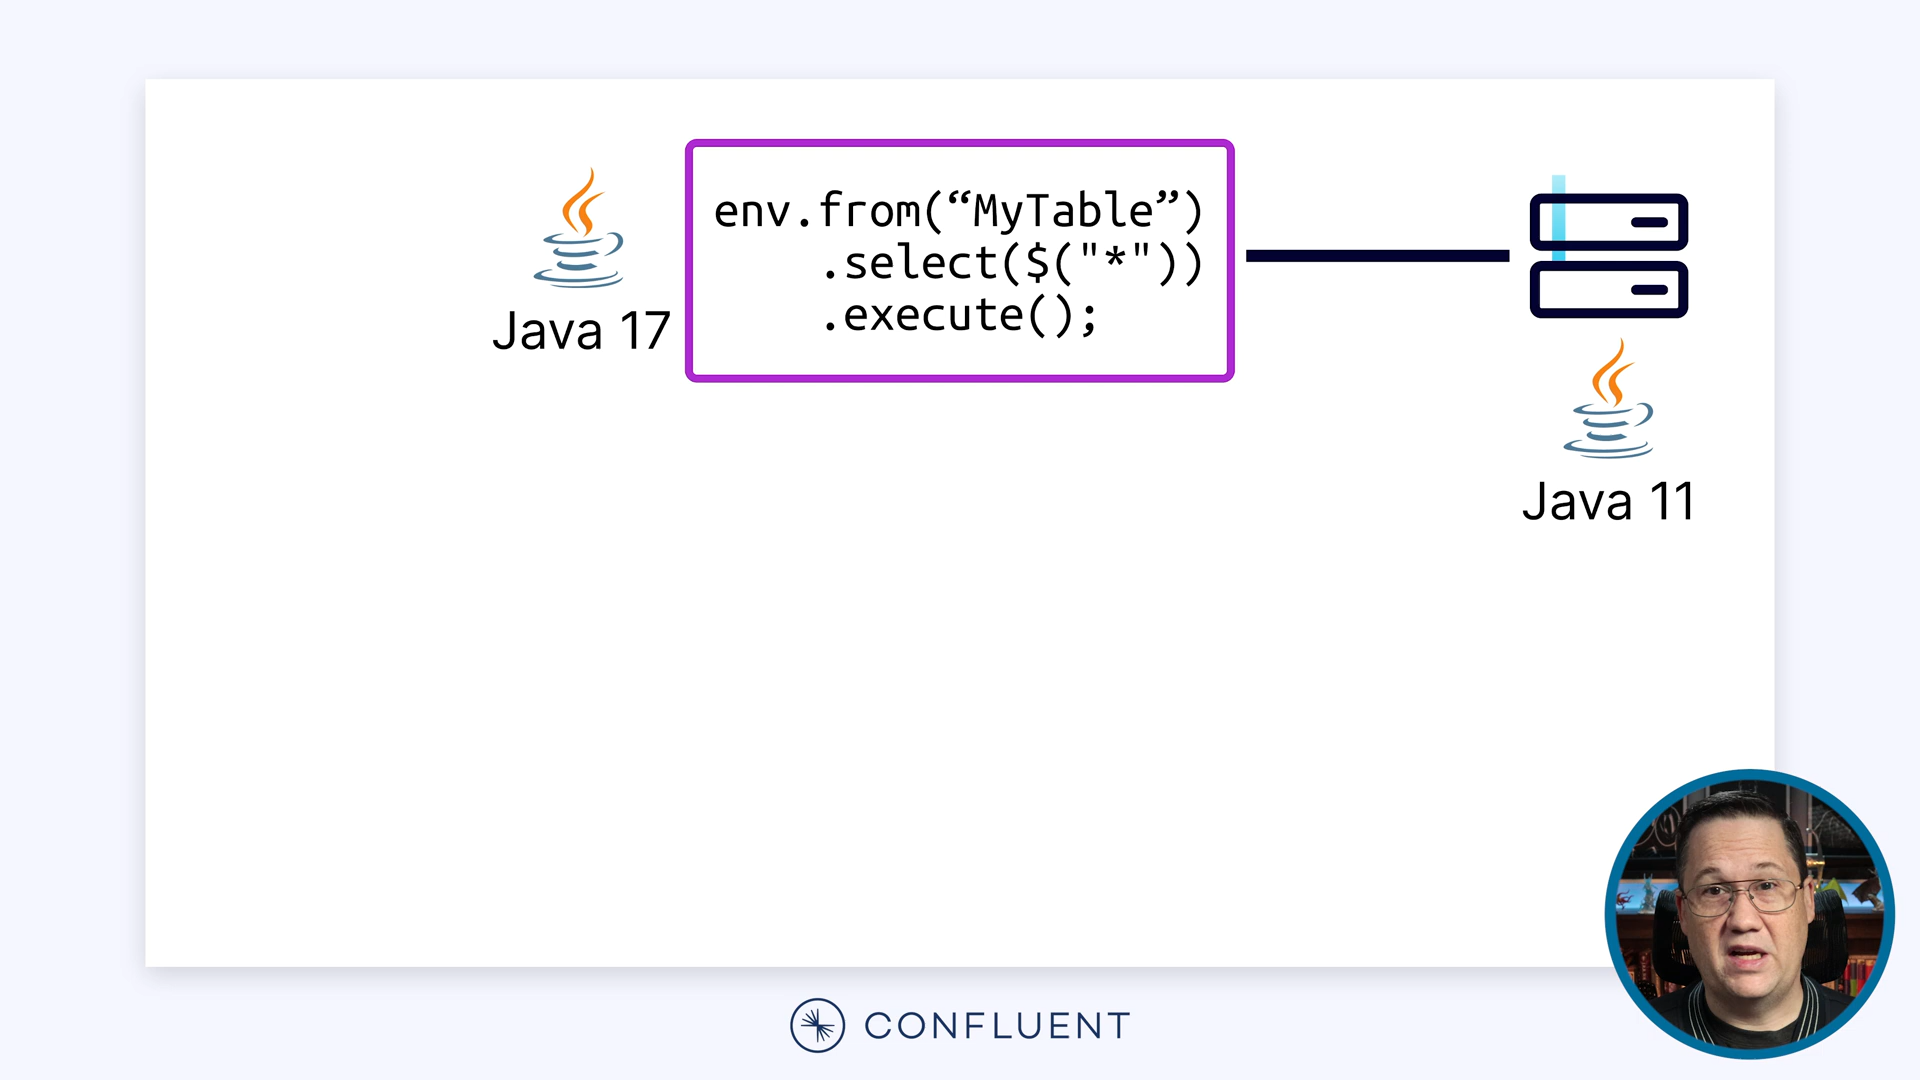 env.from(“MyTable”)
.select($("*"))
.execute();
Java 17
Java 11
CONFLUENT